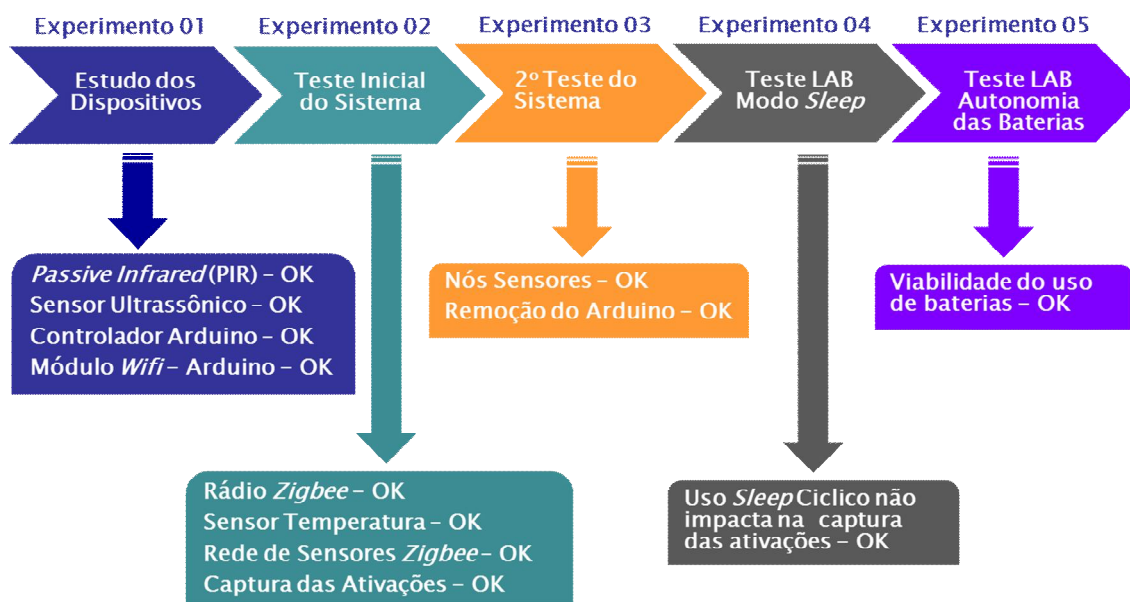 Experimento 01
Experimento 02
Experimento 03
Experimento 04
Experimento 05
Estudo dos
Dispositivos
Teste Inicial
do Sistema
2º Teste do
Sistema
Teste LAB
Modo Sleep
Teste LAB
Autonomia
das Baterias
Passive Infrared (PIR) – OK
Sensor Ultrassônico – OK
Controlador Arduino – OK
Módulo Wifi – Arduino – OK
Nós Sensores – OK
Remoção do Arduino – OK
Viabilidade do uso
de baterias – OK
Rádio Zigbee – OK
Sensor Temperatura – OK
Rede de Sensores Zigbee – OK
Captura das Ativações – OK
Uso Sleep Ciclico não
impacta na captura
das ativações – OK